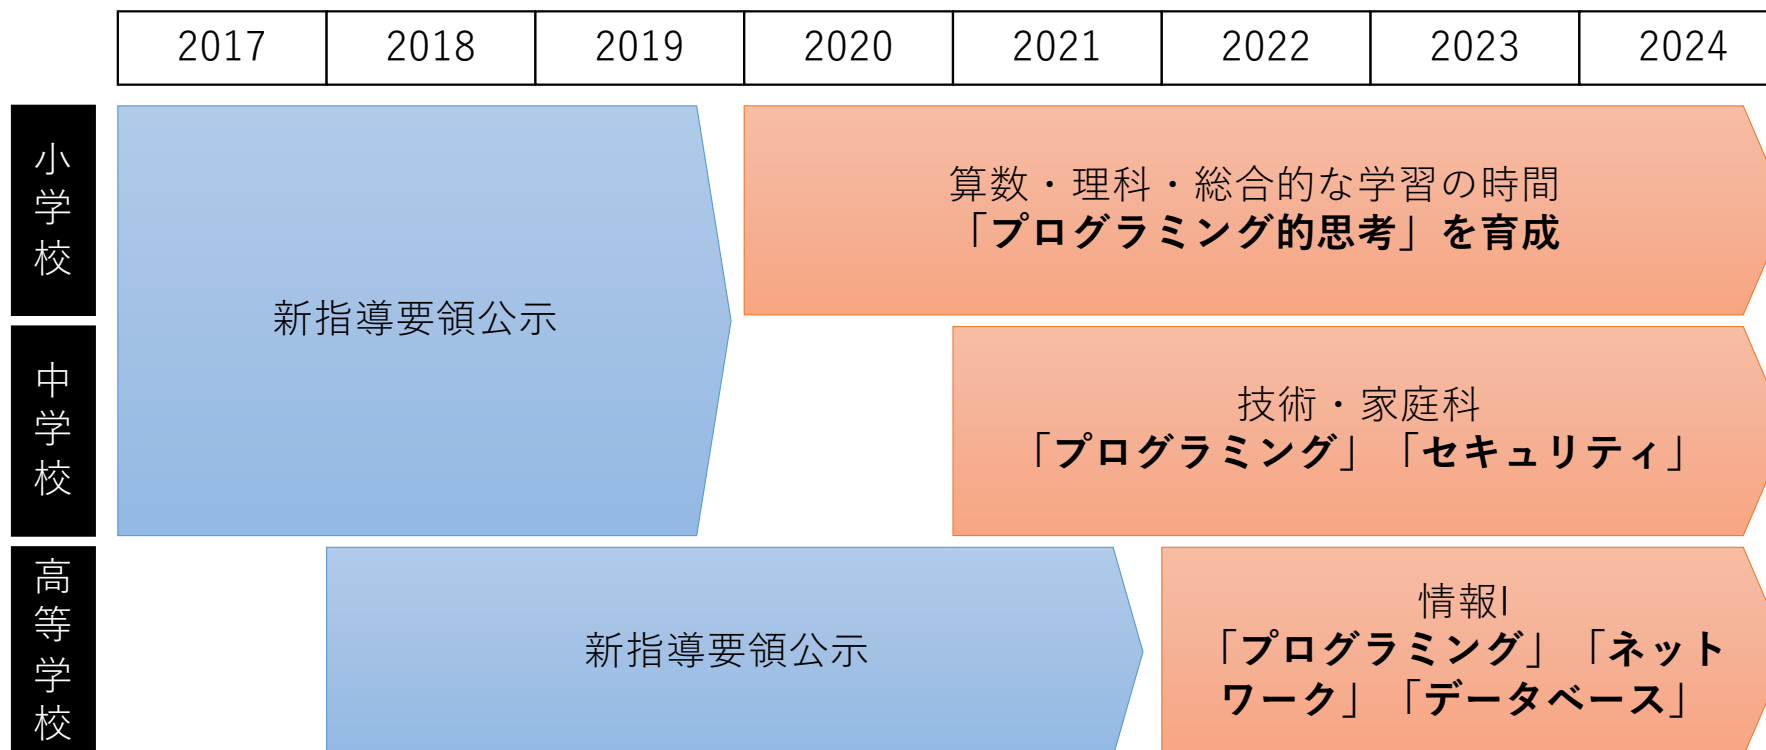 2017 2018 2019 2020 2021 2022 2023 2024
小学校
新指導要領公示
算数・理科・総合的な学習の時間
「プログラミング的思考」を育成
中学校
技術・家庭科
「プログラミング」「セキュリティ」
高等学校
新指導要領公示
情報I
「プログラミング」「ネット
ワーク」「データベース」